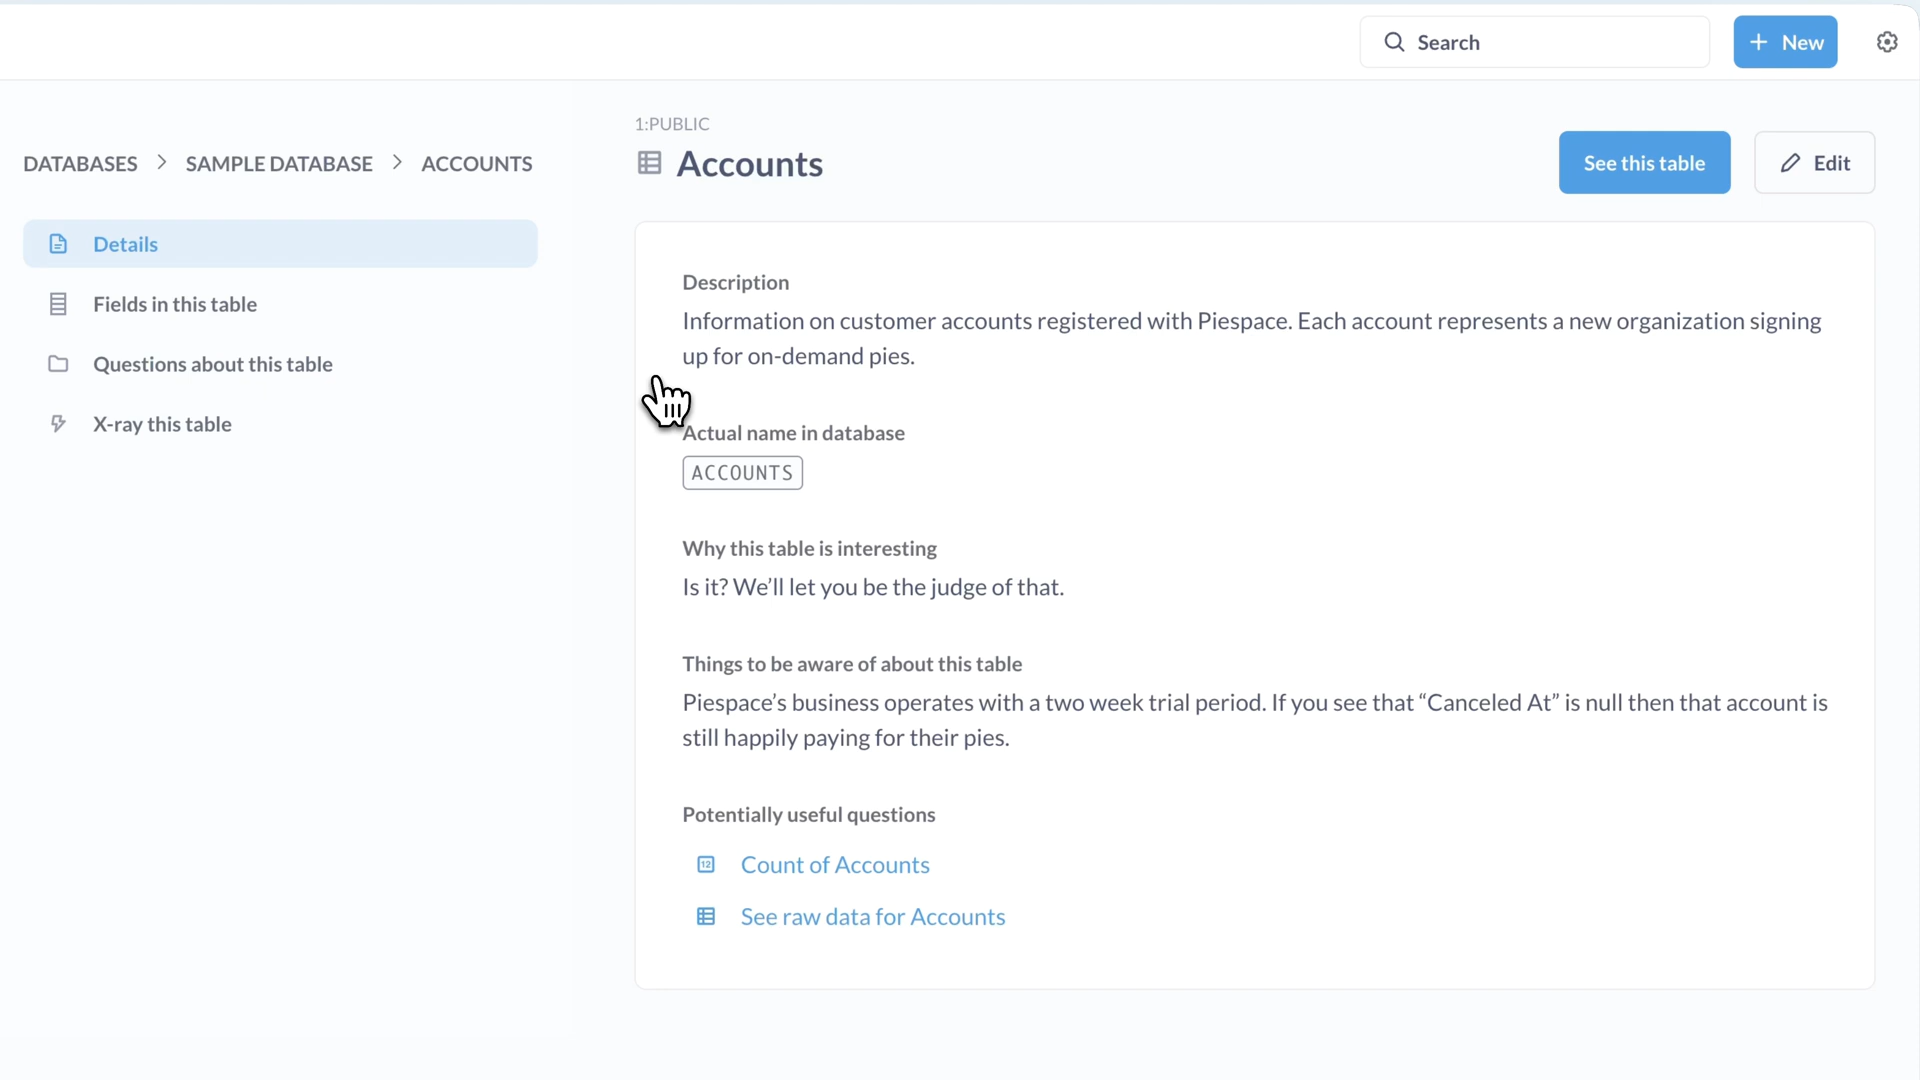 Search
+ New
1:PUBLIC
DATABASES > SAMPLE DATABASE > ACCOUNTS
Accounts
See this table
Edit
Details
Fields in this table
Questions about this table
X-ray this table
Description
Information on customer accounts registered with Piespace. Each account represents a new organization signing
up for on-demand pies.
Actual name in database
ACCOUNTS
Why this table is interesting
Is it? We’ll let you be the judge of that.
Things to be aware of about this table
Piespace’s business operates with a two week trial period. If you see that “Canceled At” is null then that account is
still happily paying for their pies.
Potentially useful questions
12 Count of Accounts
See raw data for Accounts